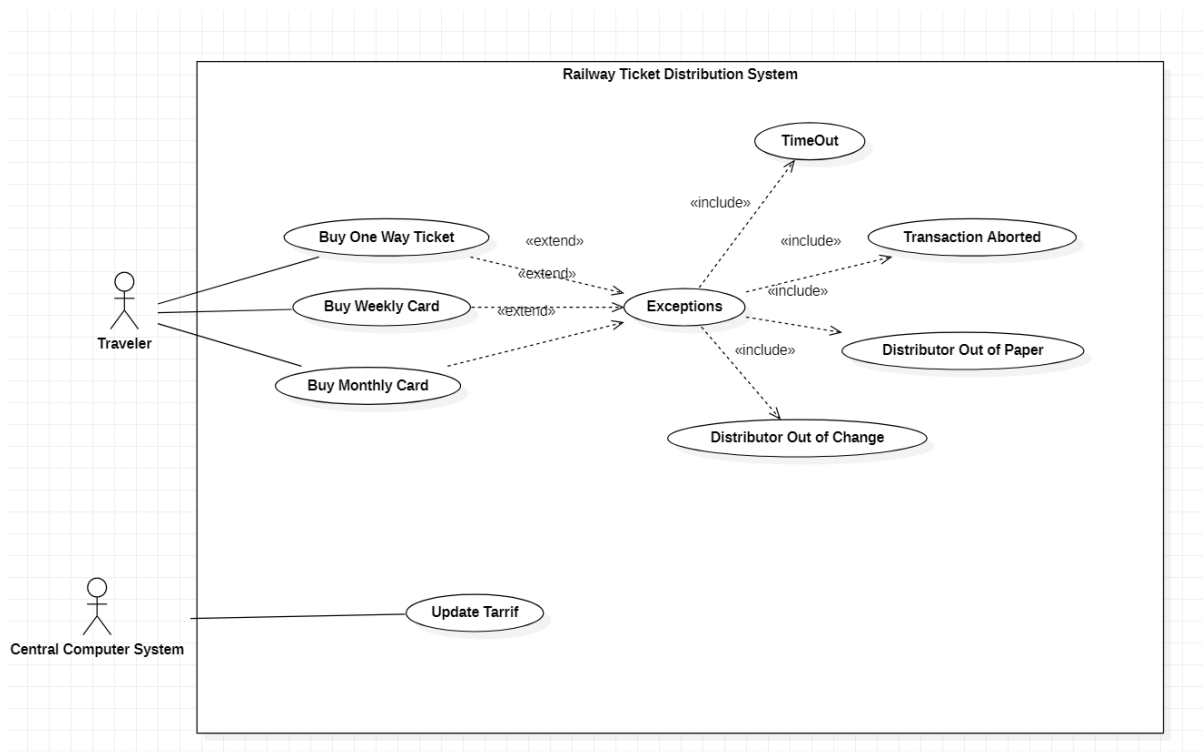 Railway Ticket Distribution System
TimeOut
«include»
Buy One Way Ticket
«extend»
«include»
Transaction Aborted
«extend»
«include»
Buy Weekly Card
«extend»
Exceptions
Traveler
«include»
Distributor Out of Paper
Buy Monthly Card
Distributor Out of Change
Update Tarrif
Central Computer System